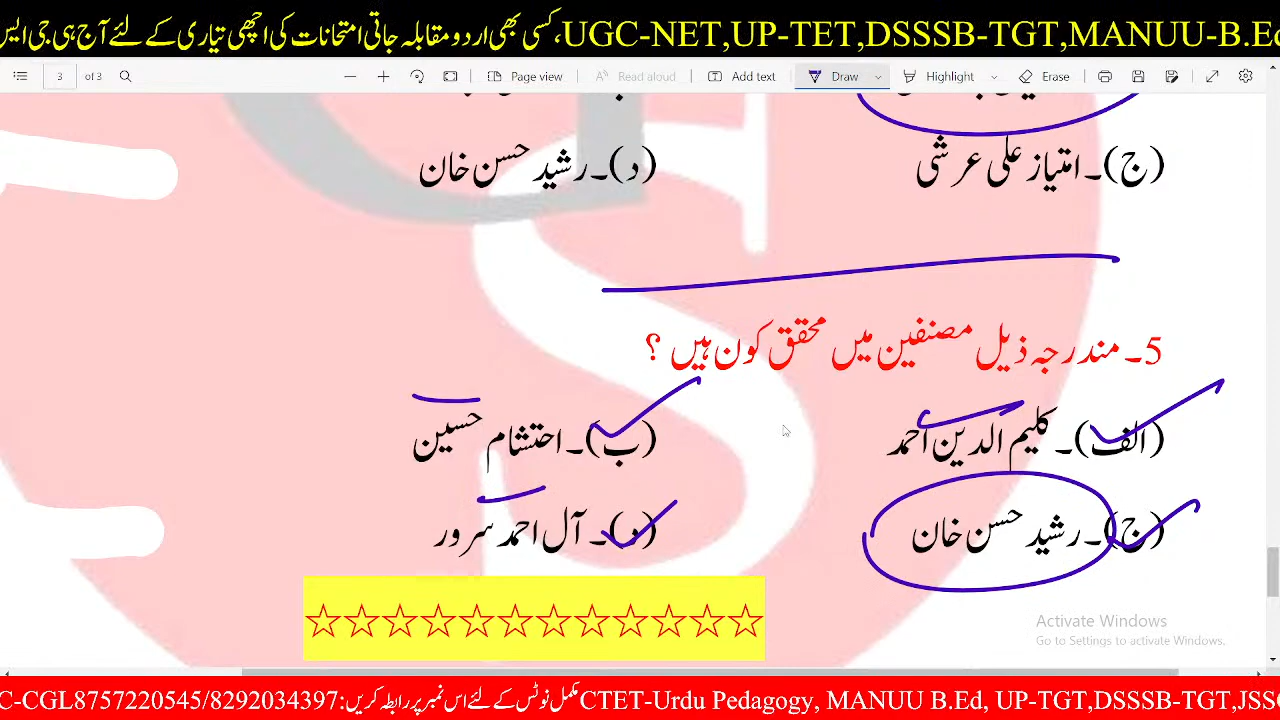 UGC-NET,UP-TET,DSSSB-TGT,MANUU-B.Ed، کسی بھی اردو مقابلہ جاتی امتحانات کی اچھی تیاری کے لئے آج ہی جی ایس
3 of 3 Page view Read aloud Add text Draw Highlight Erase
(ج)۔ امتیاز علی عرشی (د)۔ رشید حسن خان
5۔ مندرجہ ذیل مصنفین میں محقق کون ہیں ؟
(الف)۔ کلیم الدین احمد (ب)۔ احتشام حسین
(ج)۔ رشید حسن خان (د)۔ آل احمد سرور
☆☆☆☆☆☆☆☆☆☆☆☆
Activate Windows
Go to Settings to activate Windows.
C-CGL8757220545/8292034397:مکمل نوٹس کے لئے اس نمبر پر رابطہ کریں CTET-Urdu Pedagogy, MANUU B.Ed, UP-TGT,DSSSB-TGT,JSS